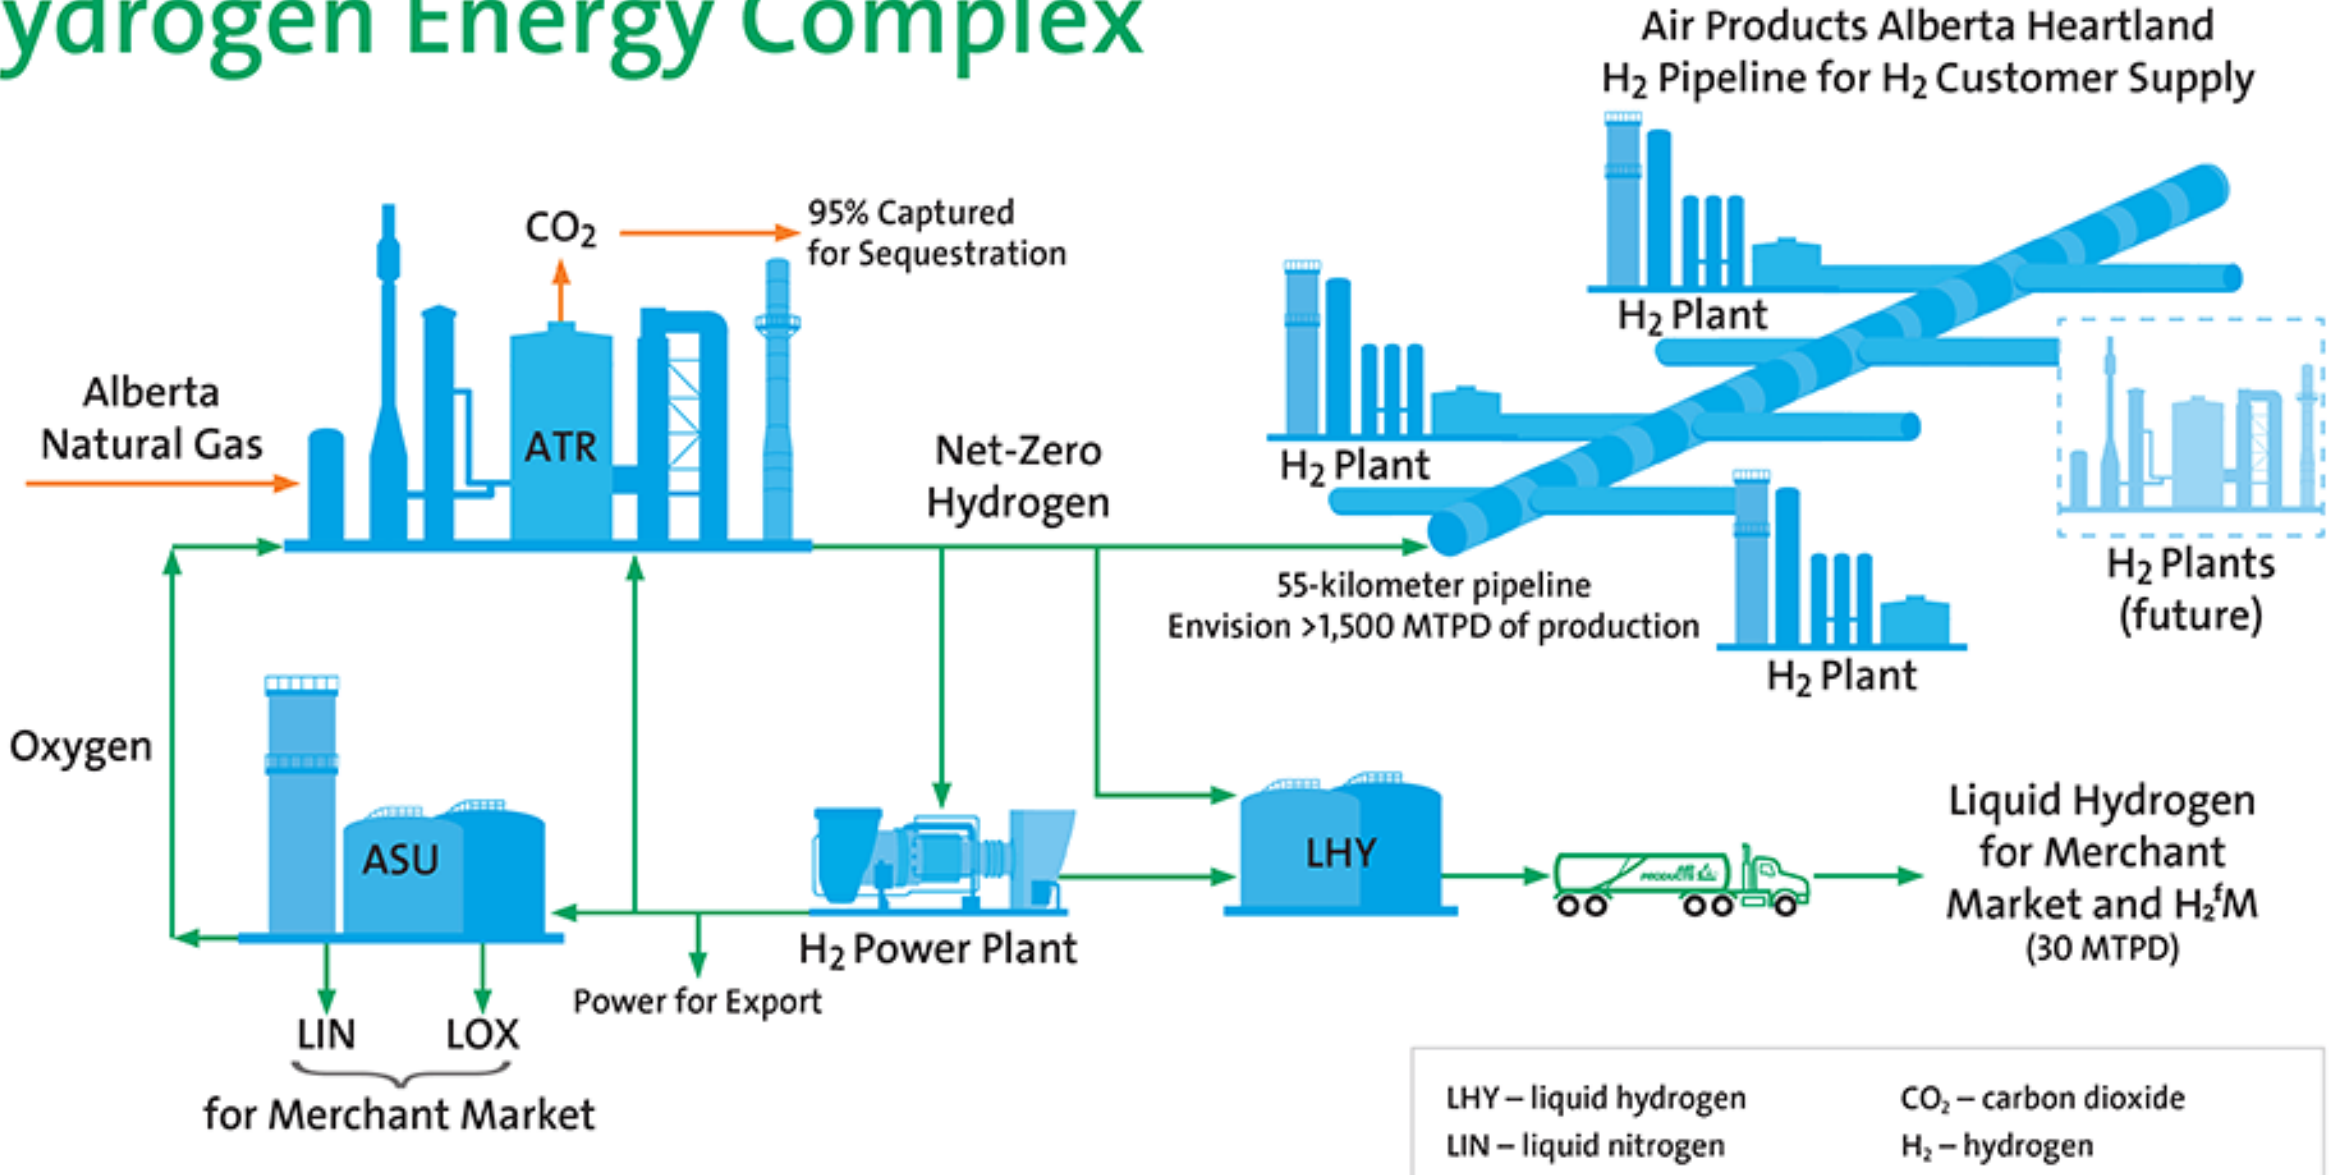 ydrogen Energy Complex
Air Products Alberta Heartland
H₂ Pipeline for H₂ Customer Supply
CO₂
95% Captured
for Sequestration
Alberta
Natural Gas
ATR
Net-Zero
Hydrogen
H₂ Plant
H₂ Plant
55-kilometer pipeline
Envision >1,500 MTPD of production
H₂ Plant
H₂ Plants
(future)
Oxygen
ASU
H₂ Power Plant
Power for Export
LHY
AIR
PRODUCTS
Liquid Hydrogen
for Merchant
Market and H₂fM
(30 MTPD)
LIN
LOX
for Merchant Market
LHY – liquid hydrogen
LIN – liquid nitrogen
CO₂ – carbon dioxide
H₂ – hydrogen